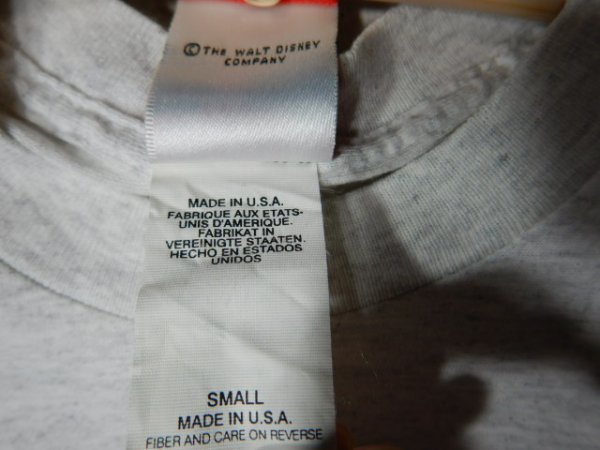 © THE WALT DISNEY
COMPANY
MADE IN U.S.A.
FABRIQUE AUX ETATS-
UNIS D'AMERIQUE.
FABRIKAT IN
VEREINIGTE STAATEN.
HECHO EN ESTADOS
UNIDOS
SMALL
MADE IN U.S.A.
FIBER AND CARE ON REVERSE